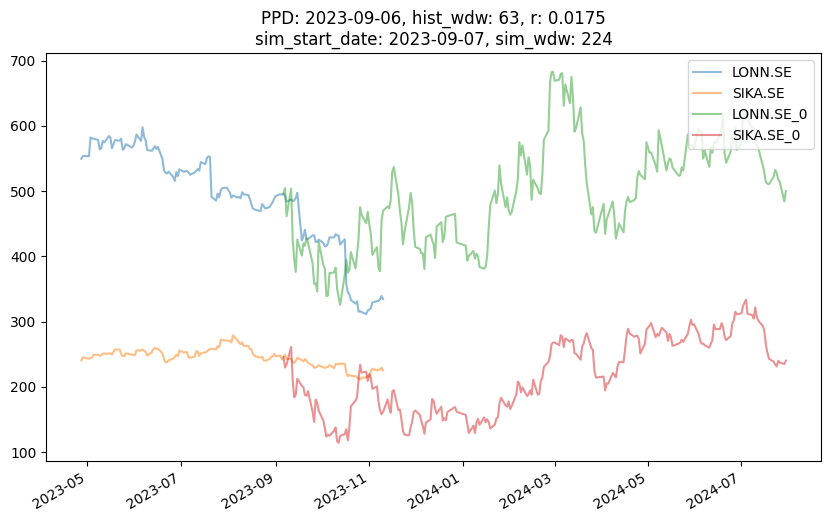 PPD: 2023-09-06, hist_wdw: 63, r: 0.0175
sim_start_date: 2023-09-07, sim_wdw: 224
700
600
500
400
300
200
100
LONN.SE
SIKA.SE
LONN.SE_0
SIKA.SE_0
2023-05
2023-07
2023-09
2023-11
2024-01
2024-03
2024-05
2024-07